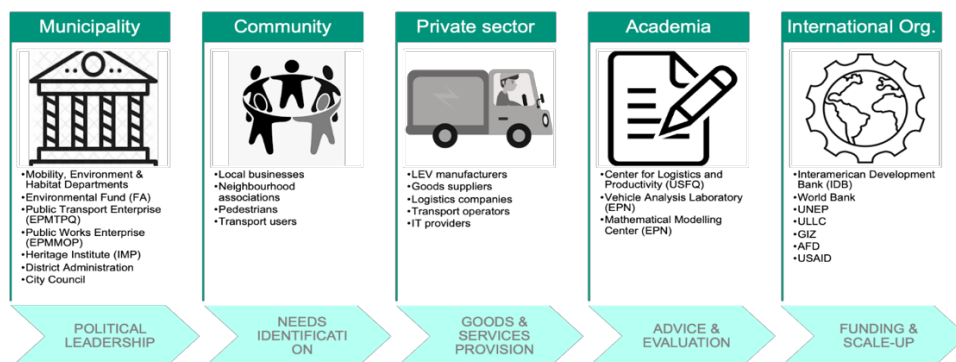 Municipality
•Mobility, Environment &
Habitat Departments
•Environmental Fund (FA)
•Public Transport Enterprise
(EPMTPQ)
•Public Works Enterprise
(EPMMOP)
•Heritage Institute (IMP)
•District Administration
•City Council
POLITICAL
LEADERSHIP
Community
•Local businesses
•Neighbourhood
associations
•Pedestrians
•Transport users
NEEDS
IDENTIFICATI
ON
Private sector
•LEV manufacturers
•Goods suppliers
•Logistics companies
•Transport operators
•IT providers
GOODS &
SERVICES
PROVISION
Academia
•Center for Logistics and
Productivity (USFQ)
•Vehicle Analysis Laboratory
(EPN)
•Mathematical Modelling
Center (EPN)
ADVICE &
EVALUATION
International Org.
•Interamerican Development
Bank (IDB)
•World Bank
•UNEP
•ULLC
•GIZ
•AFD
•USAID
FUNDING &
SCALE-UP